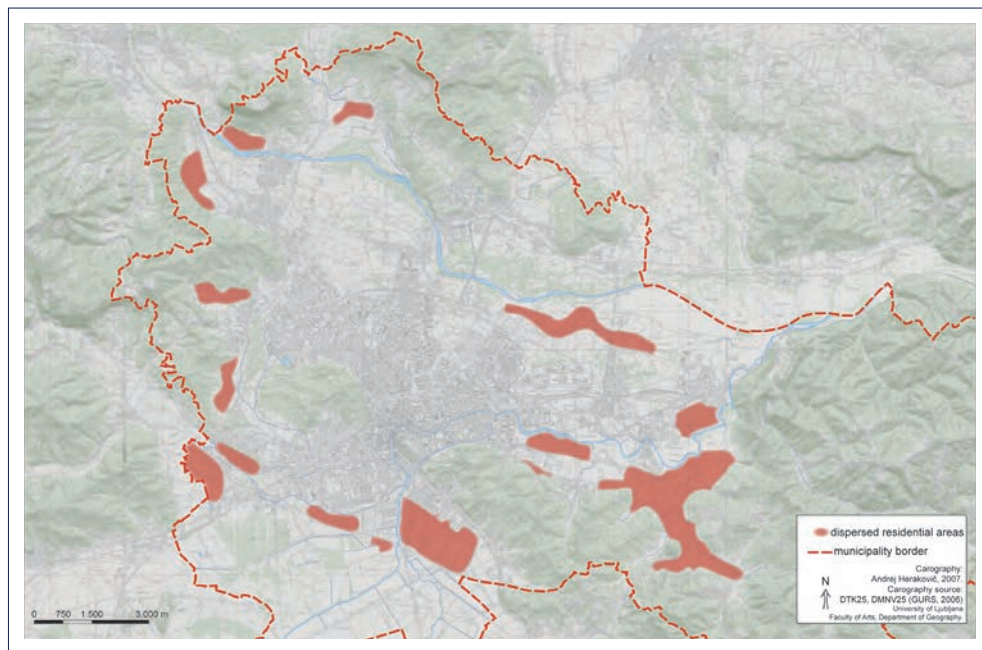 dispersed residential areas
municipality border
Carography:
Andrej Herakovič, 2007.
Carography source:
DTK25, DMNV25 (GURS, 2006)
University of Ljubljana
Faculty of Arts, Department of Geography.
N
0 750 1.500 3.000 m